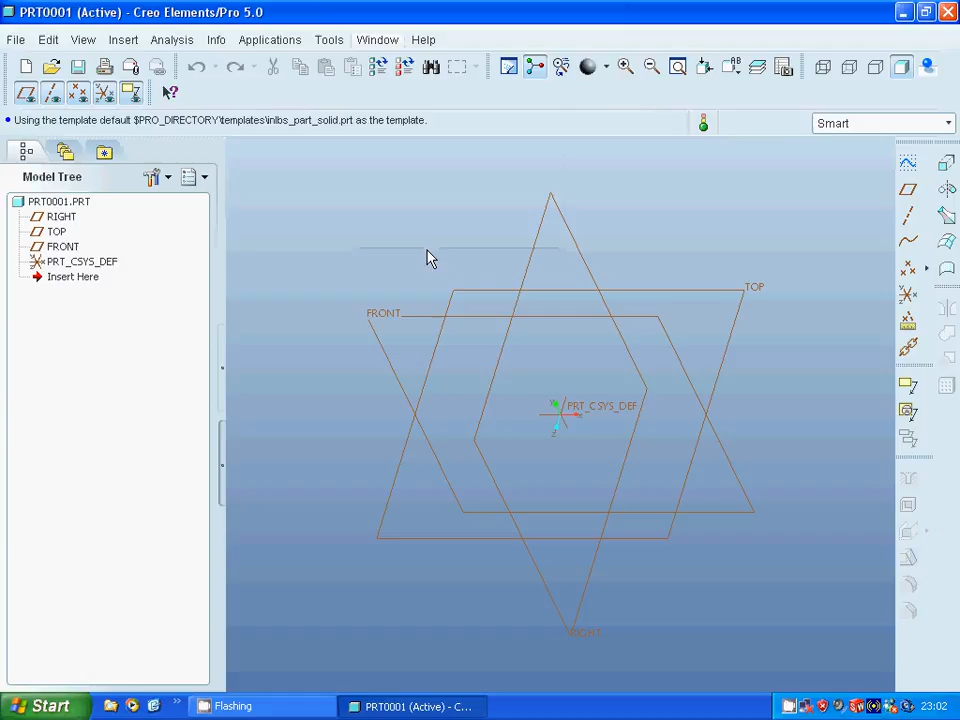 PRT0001 (Active) - Creo Elements/Pro 5.0
File Edit View Insert Analysis Info Applications Tools Window Help
Using the template default $PRO_DIRECTORY\templates\inlbs_part_solid.prt as the template.
Smart
Model Tree
PRT0001.PRT
RIGHT
TOP
FRONT
PRT_CSYS_DEF
Insert Here
TOP
FRONT
PRT_CSYS_DEF
Y
X
Z
RIGHT
Start
Flashing
PRT0001 (Active) - C...
23:02